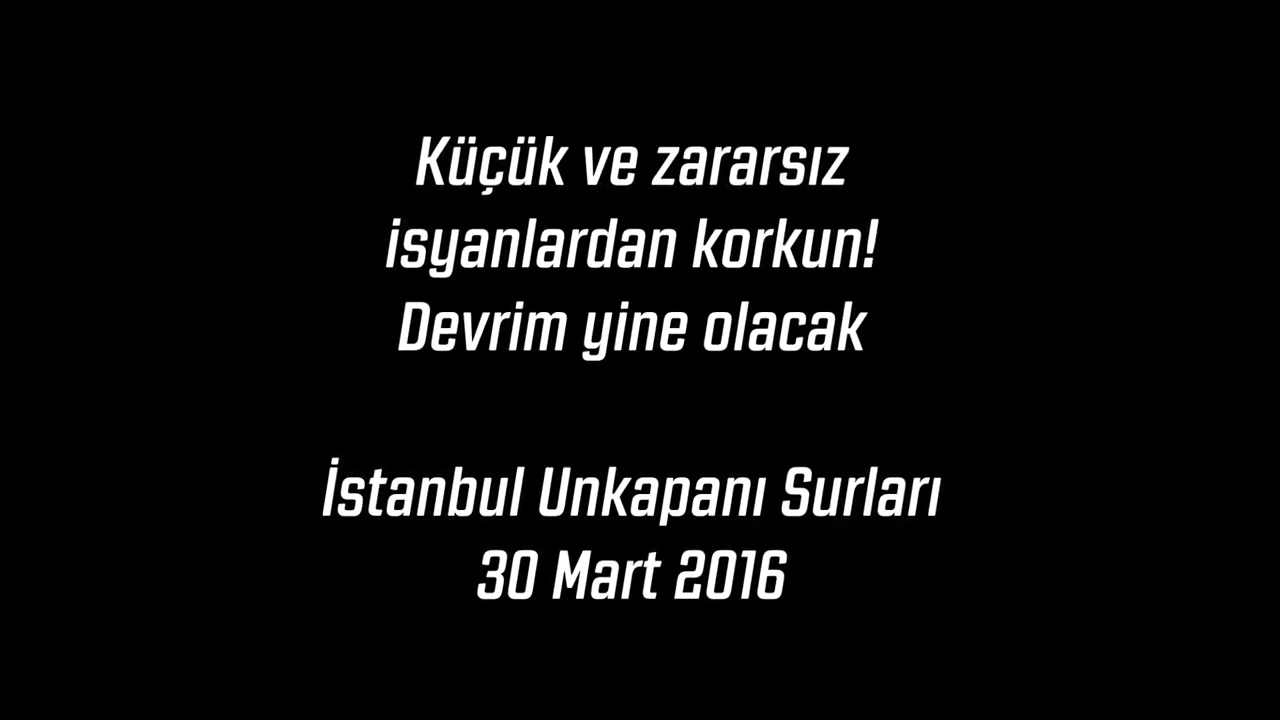 Küçük ve zararsız
isyanlardan korkun!
Devrim yine olacak
İstanbul Unkapanı Surları
30 Mart 2016